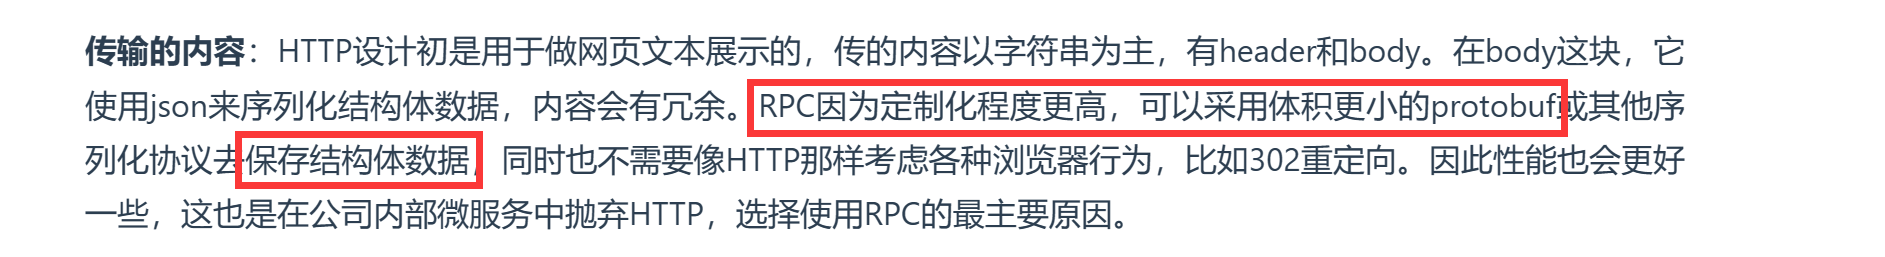 传输的内容：HTTP设计初是用于做网页文本展示的，传的内容以字符串为主，有header和body。在body这块，它
使用json来序列化结构体数据，内容会有冗余。RPC因为定制化程度更高，可以采用体积更小的protobuf或其他序
列化协议去保存结构体数据，同时也不需要像HTTP那样考虑各种浏览器行为，比如302重定向。因此性能也会更好
一些，这也是在公司内部微服务中抛弃HTTP，选择使用RPC的最主要原因。